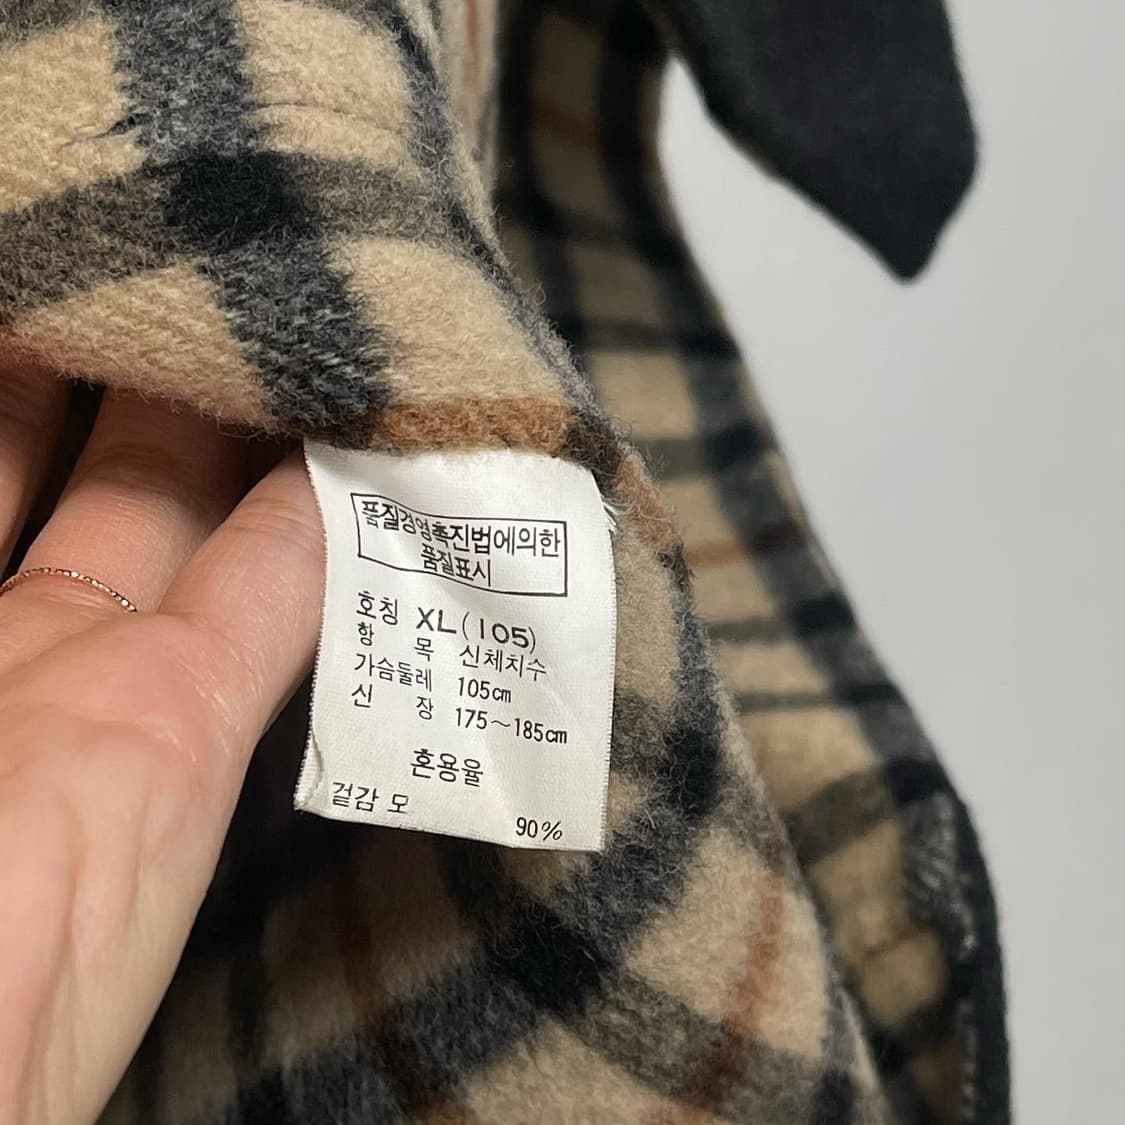 품질경영촉진법에의한
품질표시
호칭 XL(105)
항 목 신체치수
가슴둘레 105cm
신 장 175~185cm
혼용율
겉감 모 90%